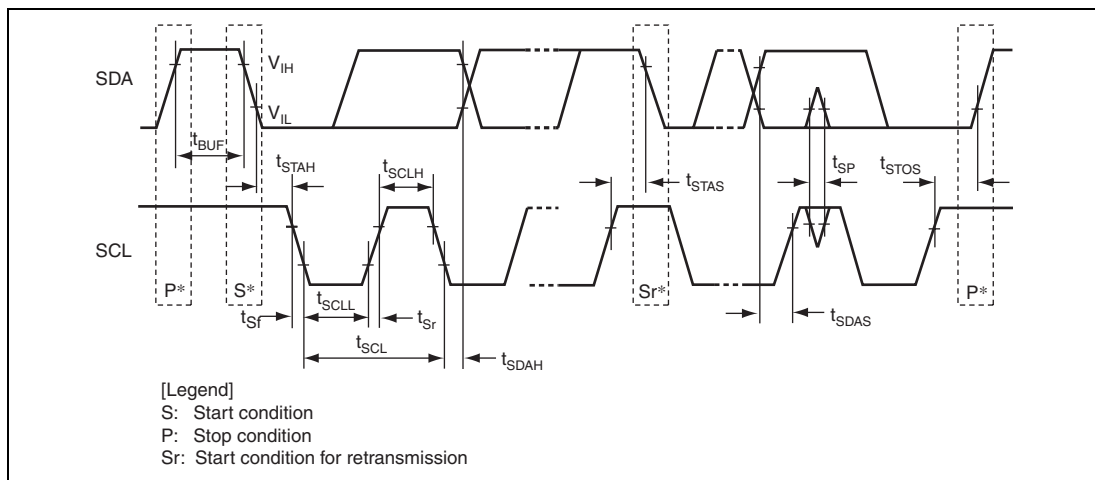 SDA
VIH
VIL
tBUF
tSTAH
tSCLH
tSTAS
tSP
tSTOS
SCL
P*
S*
Sr*
P*
tSf
tSCLL
tSr
tSCL
tSDAH
tSDAS
[Legend]
S: Start condition
P: Stop condition
Sr: Start condition for retransmission